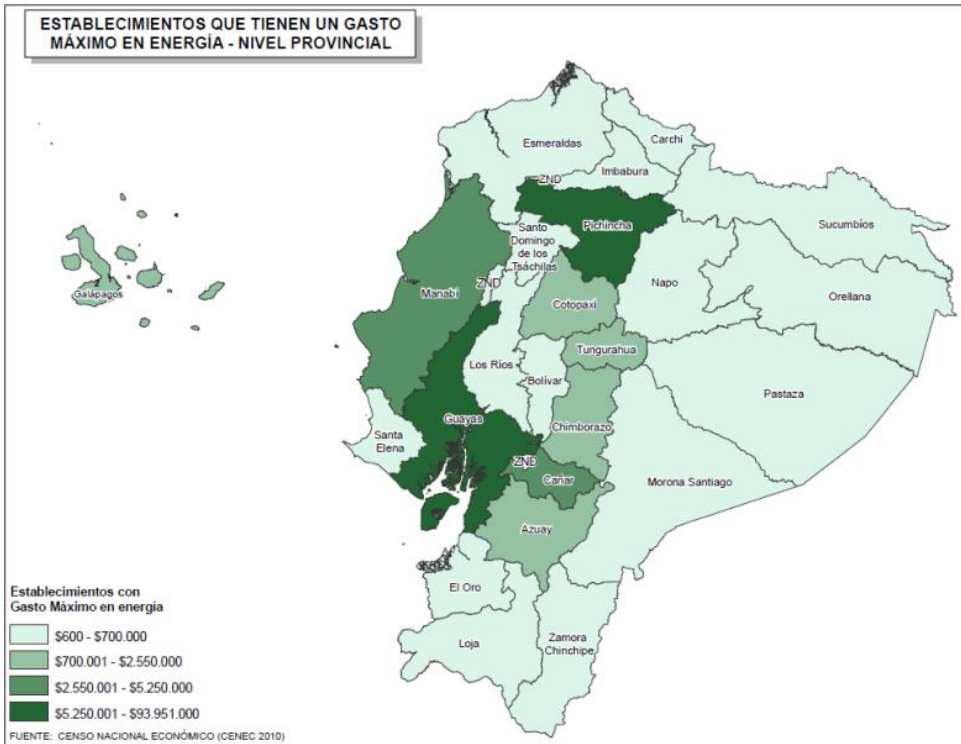 ESTABLECIMIENTOS QUE TIENEN UN GASTO
MÁXIMO EN ENERGÍA - NIVEL PROVINCIAL
Esmeraldas
Carchi
Imbabura
ZND
Pichincha
Sucumbíos
Santo
Domingo
de los
Tsáchilas
Galápagos
Manabí
ZND
Napo
Orellana
Cotopaxi
Tungurahua
Los Ríos
Bolívar
Pastaza
Guayas
Chimborazo
Santa
Elena
ZND
Cañar
Morona Santiago
Azuay
El Oro
Loja
Zamora
Chinchipe
Establecimientos con
Gasto Máximo en energía
$600 - $700.000
$700.001 - $2.550.000
$2.550.001 - $5.250.000
$5.250.001 - $93.951.000
FUENTE: CENSO NACIONAL ECONÓMICO (CENEC 2010)